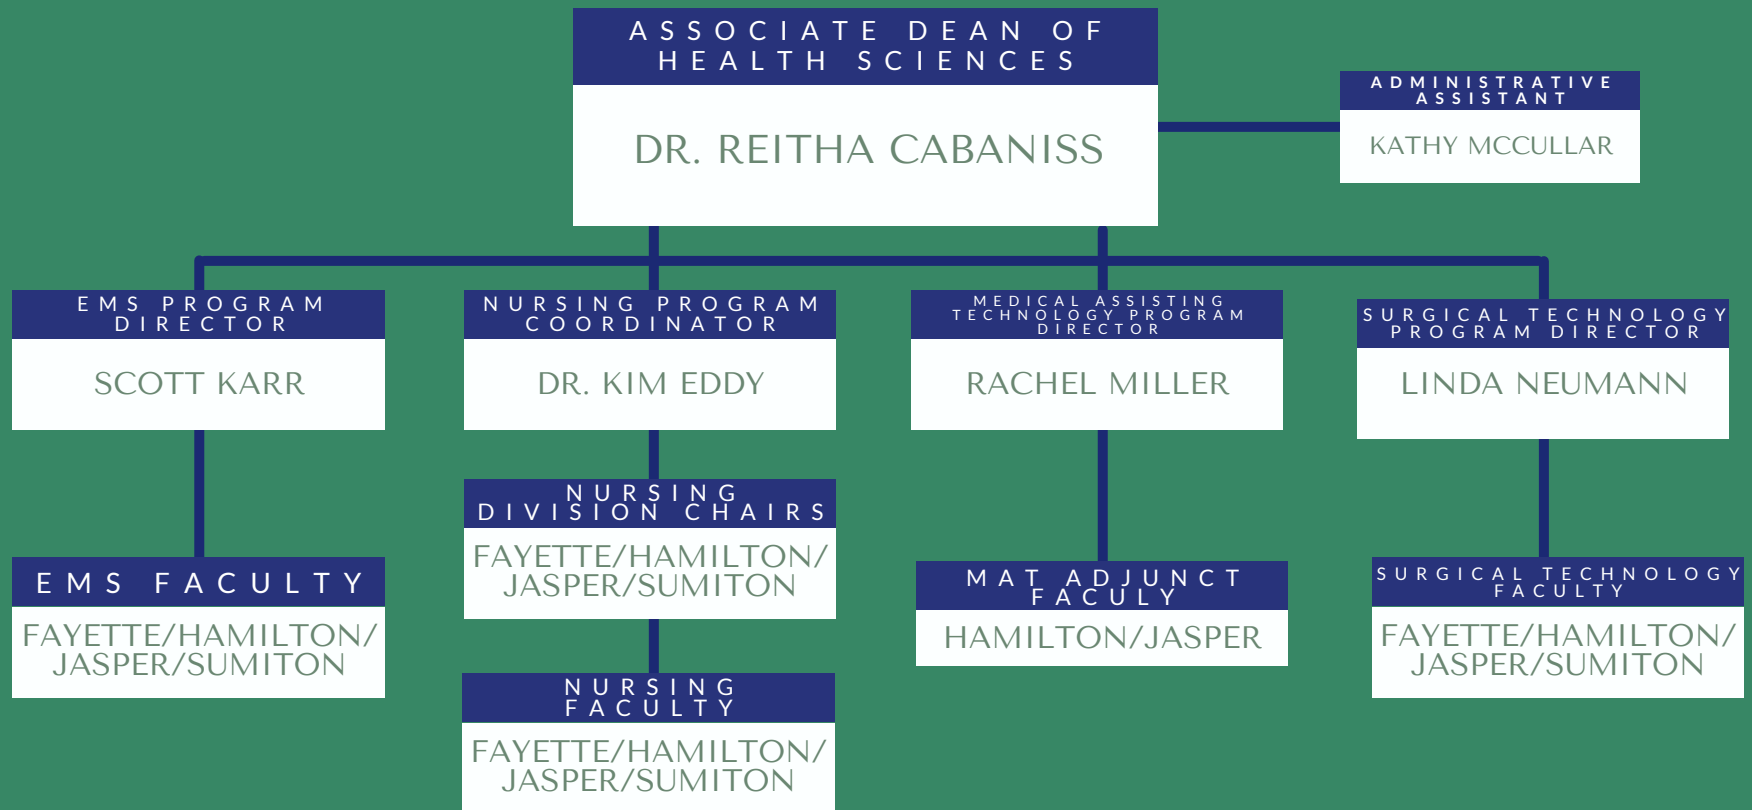 ASSOCIATE DEAN OF
HEALTH SCIENCES
DR. REITHA CABANISS
ADMINISTRATIVE
ASSISTANT
KATHY MCCULLAR
EMS PROGRAM
DIRECTOR
SCOTT KARR
NURSING PROGRAM
COORDINATOR
DR. KIM EDDY
MEDICAL ASSISTING
TECHNOLOGY PROGRAM
DIRECTOR
RACHEL MILLER
SURGICAL TECHNOLOGY
PROGRAM DIRECTOR
LINDA NEUMANN
NURSING
DIVISION CHAIRS
FAYETTE/HAMILTON/
JASPER/SUMITON
EMS FACULTY
FAYETTE/HAMILTON/
JASPER/SUMITON
MAT ADJUNCT
FACULY
HAMILTON/JASPER
SURGICAL TECHNOLOGY
FACULTY
FAYETTE/HAMILTON/
JASPER/SUMITON
NURSING
FACULTY
FAYETTE/HAMILTON/
JASPER/SUMITON